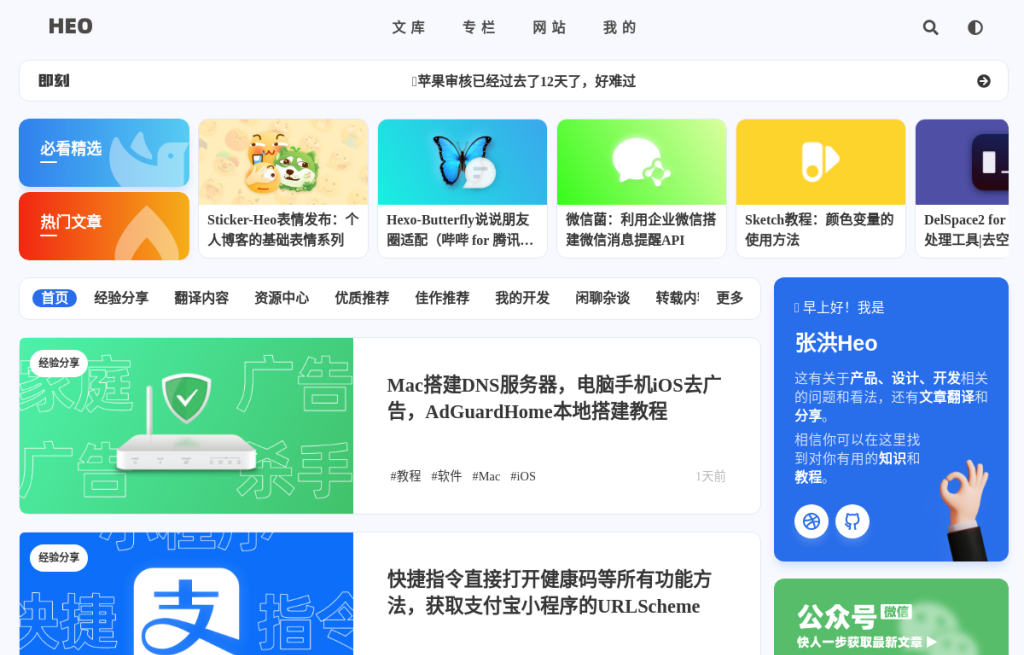 HEO
文库 专栏 网站 我的
即刻
苹果审核已经过去了12天了，好难过
必看精选
热门文章
Sticker-Heo表情发布：个
人博客的基础表情系列
Hexo-Butterfly说说朋友
圈适配（哔哔 for 腾讯…
微信菌：利用企业微信搭
建微信消息提醒API
Sketch教程：颜色变量的
使用方法
DelSpace2 for
处理工具|去空
首页 经验分享 翻译内容 资源中心 优质推荐 佳作推荐 我的开发 闲聊杂谈 转载内 更多
经验分享
家庭 广告
广告 杀手
Mac搭建DNS服务器，电脑手机iOS去广
告，AdGuardHome本地搭建教程
#教程 #软件 #Mac #iOS
1天前
经验分享
小程序
快捷 支 指令
快捷指令直接打开健康码等所有功能方
法，获取支付宝小程序的URLScheme
早上好！我是
张洪Heo
这有关于产品、设计、开发相关
的问题和看法，还有文章翻译和
分享。
相信你可以在这里找
到对你有用的知识和
教程。
公众号 微信
快人一步获取最新文章 ▶